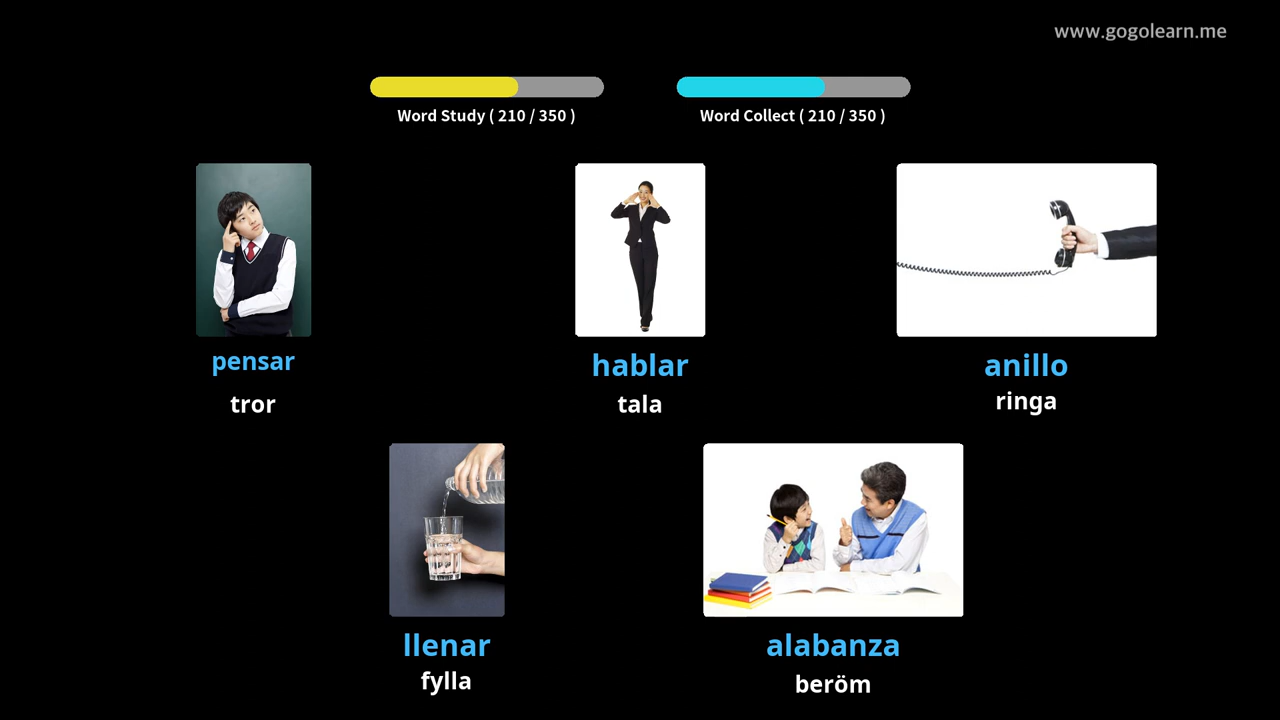 www.gogolearn.me
Word Study ( 210 / 350 )
Word Collect ( 210 / 350 )
pensar
tror
hablar
tala
anillo
ringa
llenar
fylla
alabanza
beröm